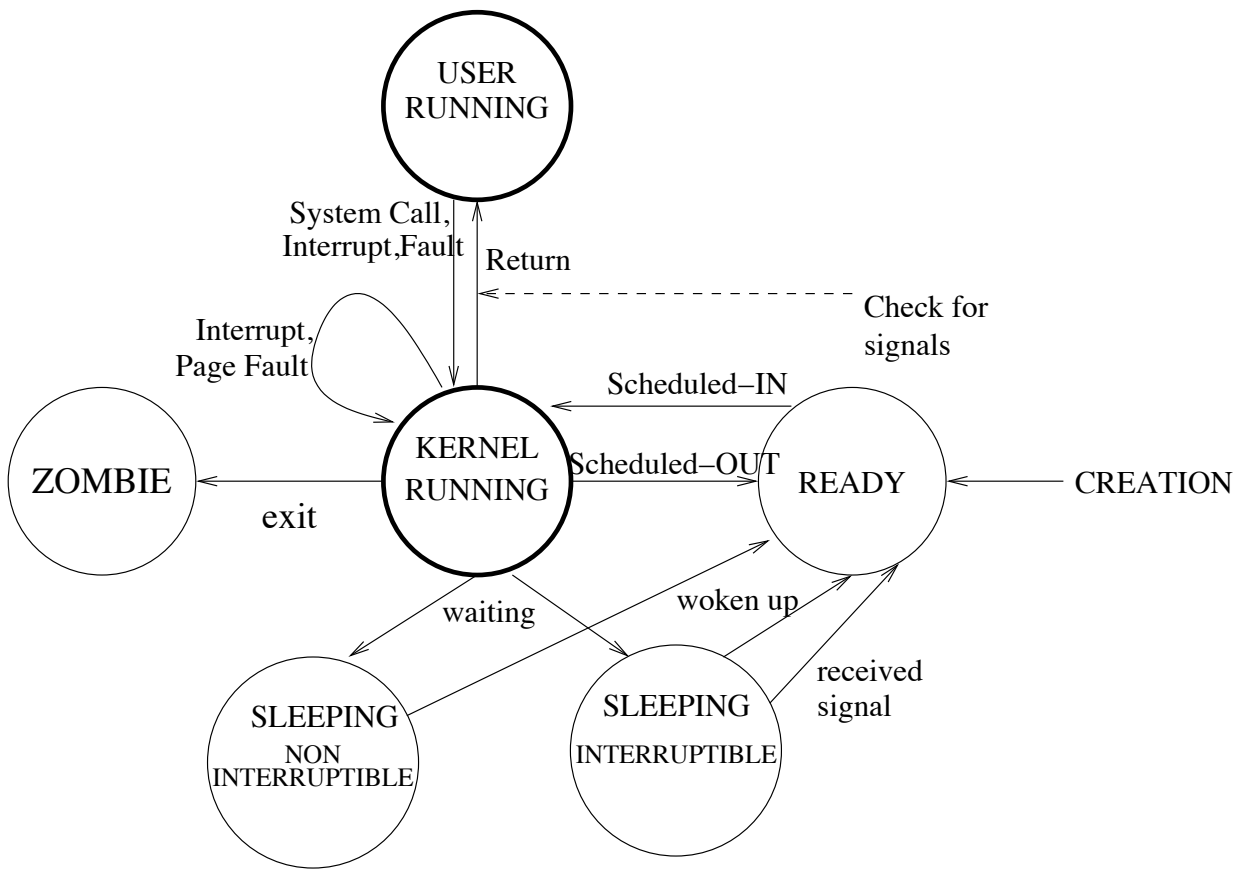 USER
RUNNING
System Call,
Interrupt,Fault
Return
Check for
signals
Interrupt,
Page Fault
Scheduled–IN
KERNEL
RUNNING
Scheduled–OUT
READY
CREATION
ZOMBIE
exit
waiting
woken up
received
signal
SLEEPING
NON
INTERRUPTIBLE
SLEEPING
INTERRUPTIBLE